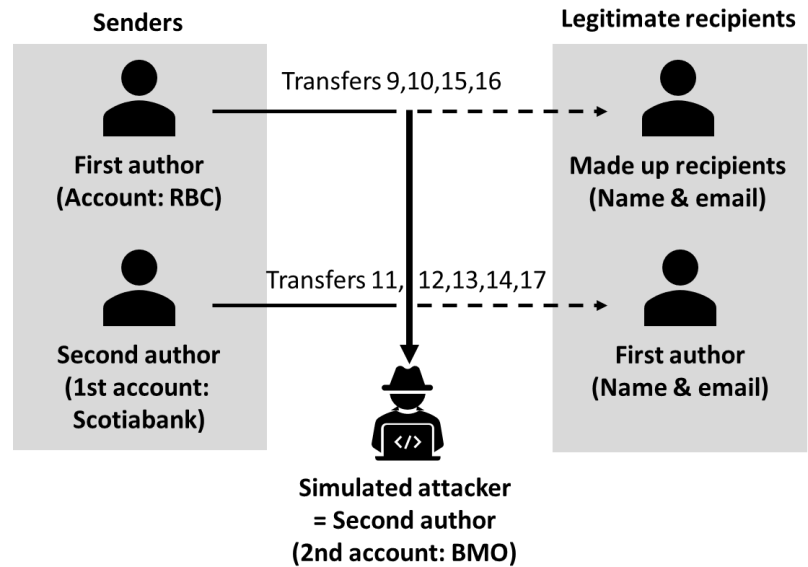 Senders
Legitimate recipients
Transfers 9,10,15,16
First author
(Account: RBC)
Made up recipients
(Name & email)
Transfers 11, 12,13,14,17
Second author
(1st account:
Scotiabank)
First author
(Name & email)
</>
Simulated attacker
= Second author
(2nd account: BMO)